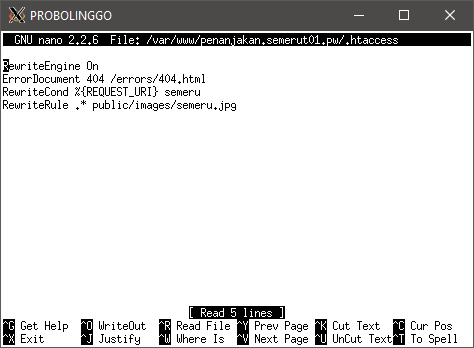 PROBOLINGGO
GNU nano 2.2.6 File: /var/www/penanjakan.semerut01.pw/.htaccess
RewriteEngine On
ErrorDocument 404 /errors/404.html
RewriteCond %{REQUEST_URI} semeru
RewriteRule .* public/images/semeru.jpg
[ Read 5 lines ]
^G Get Help ^O WriteOut ^R Read File ^Y Prev Page ^K Cut Text ^C Cur Pos
^X Exit ^J Justify ^W Where Is ^V Next Page ^U UnCut Text ^T To Spell